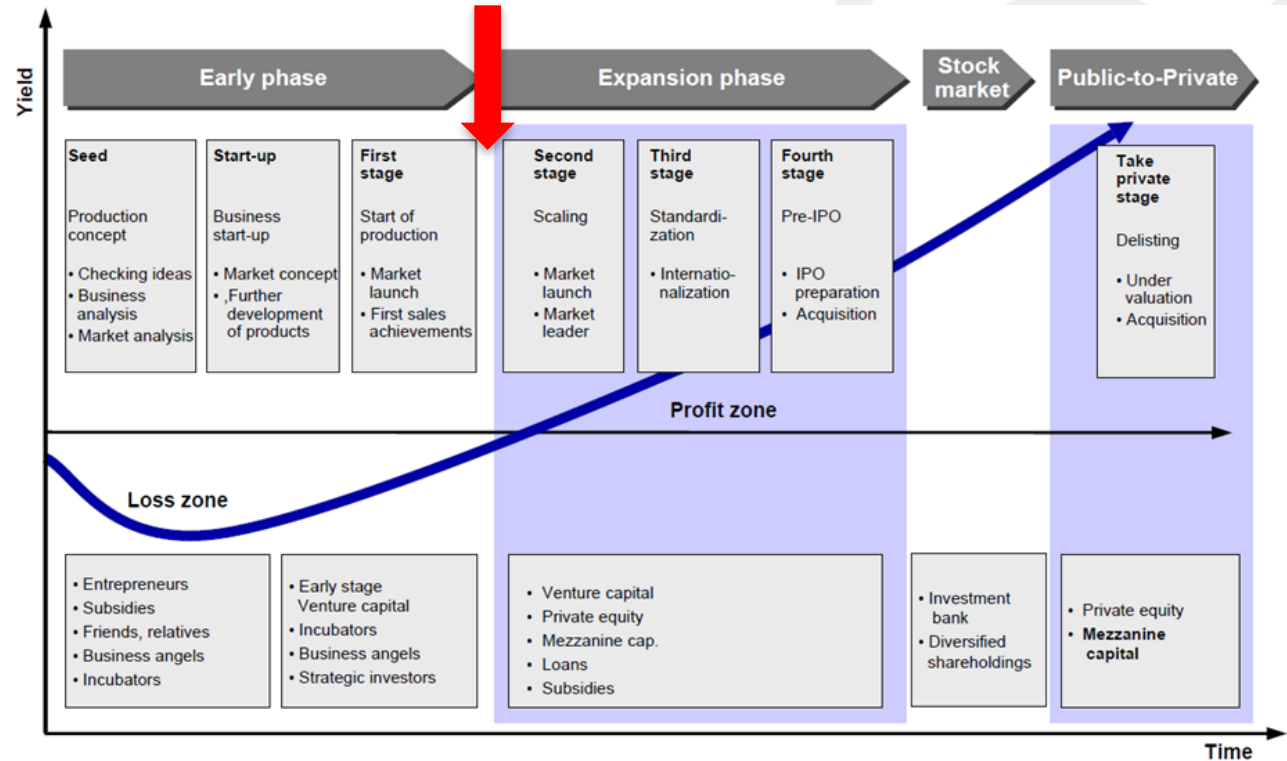 Yield
Early phase
Expansion phase
Stock
market
Public-to-Private
Seed
Production
concept
• Checking ideas
• Business
analysis
• Market analysis
Start-up
Business
start-up
• Market concept
• ,Further
development
of products
First
stage
Start of
production
• Market
launch
• First sales
achievements
Second
stage
Scaling
• Market
launch
• Market
leader
Third
stage
Standardi-
zation
• Internatio-
nalization
Fourth
stage
Pre-IPO
• IPO
preparation
• Acquisition
Take
private
stage
Delisting
• Under
valuation
• Acquisition
Profit zone
Loss zone
• Entrepreneurs
• Subsidies
• Friends, relatives
• Business angels
• Incubators
• Early stage
Venture capital
• Incubators
• Business angels
• Strategic investors
• Venture capital
• Private equity
• Mezzanine cap.
• Loans
• Subsidies
• Investment
bank
• Diversified
shareholdings
• Private equity
• Mezzanine
capital
Time